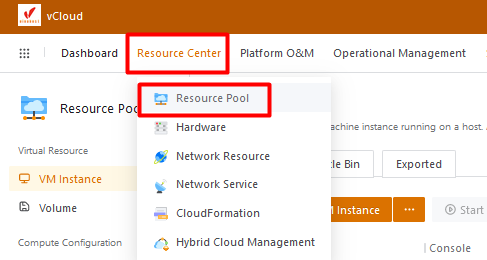 vCloud
Dashboard Resource Center Platform O&M Operational Management
Resource Poo
Resource Pool
Hardware
Network Resource
Network Service
CloudFormation
Hybrid Cloud Management
achine instance running on a host.
Virtual Resource
VM Instance
Volume
Compute Configuration
le Bin Exported
M Instance ... Start
Console